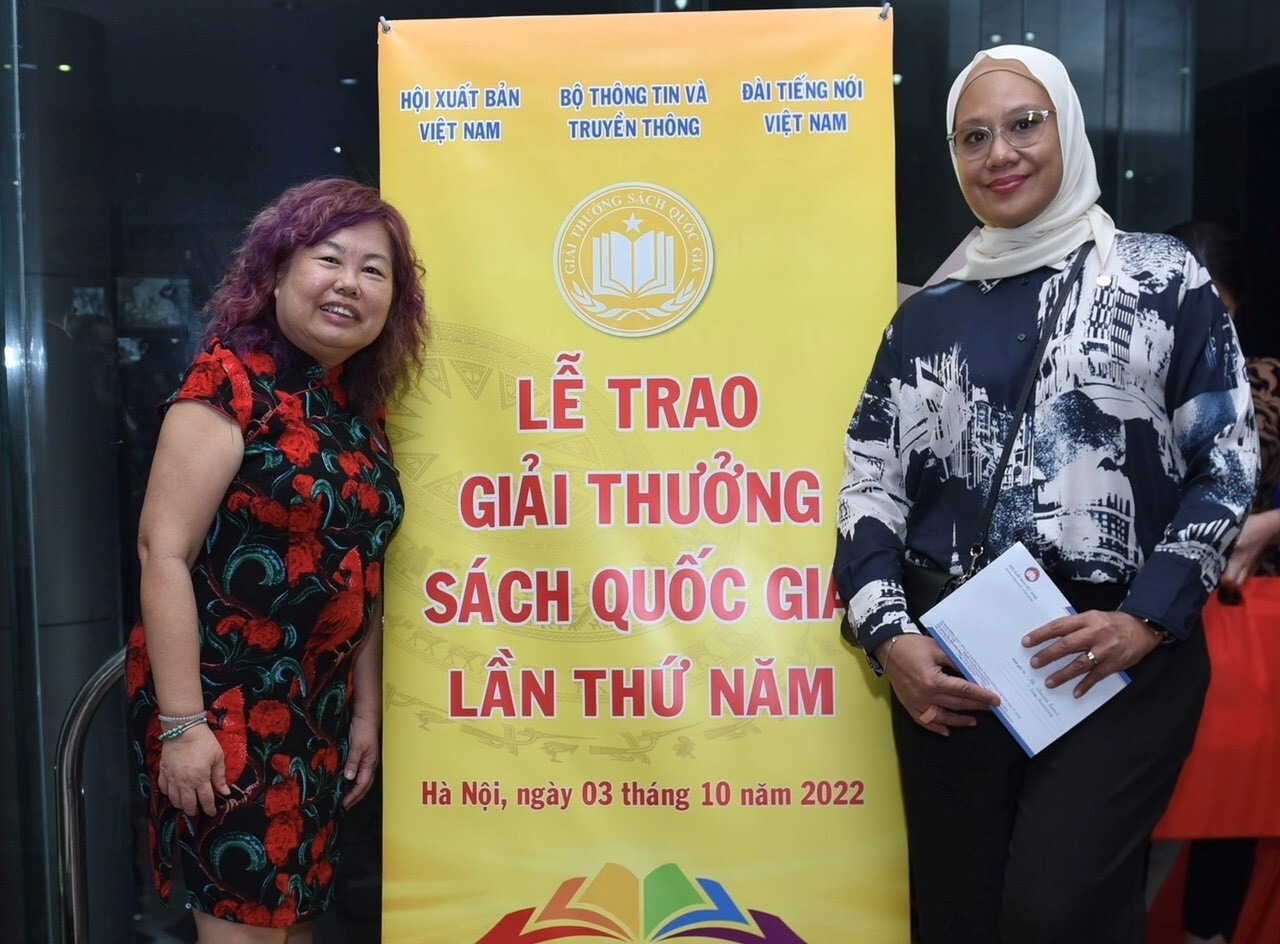 HỘI XUẤT BẢN
VIỆT NAM
BỘ THÔNG TIN VÀ
TRUYỀN THÔNG
ĐÀI TIẾNG NÓI
VIỆT NAM
GIẢI THƯỞNG SÁCH QUỐC GIA
LỄ TRAO
GIẢI THƯỞNG
SÁCH QUỐC GIA
LẦN THỨ NĂM
Hà Nội, ngày 03 tháng 10 năm 2022